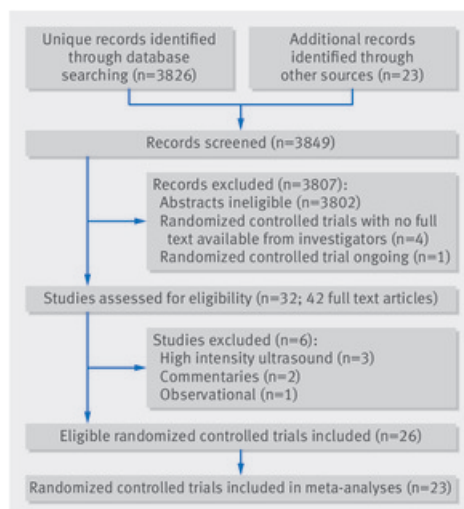 Unique records identified
through database
searching (n=3826)
Additional records
identified through
other sources (n=23)
Records screened (n=3849)
Records excluded (n=3807):
Abstracts ineligible (n=3802)
Randomized controlled trials with no full
text available from investigators (n=4)
Randomized controlled trial ongoing (n=1)
Studies assessed for eligibility (n=32; 42 full text articles)
Studies excluded (n=6):
High intensity ultrasound (n=3)
Commentaries (n=2)
Observational (n=1)
Eligible randomized controlled trials included (n=26)
Randomized controlled trials included in meta-analyses (n=23)